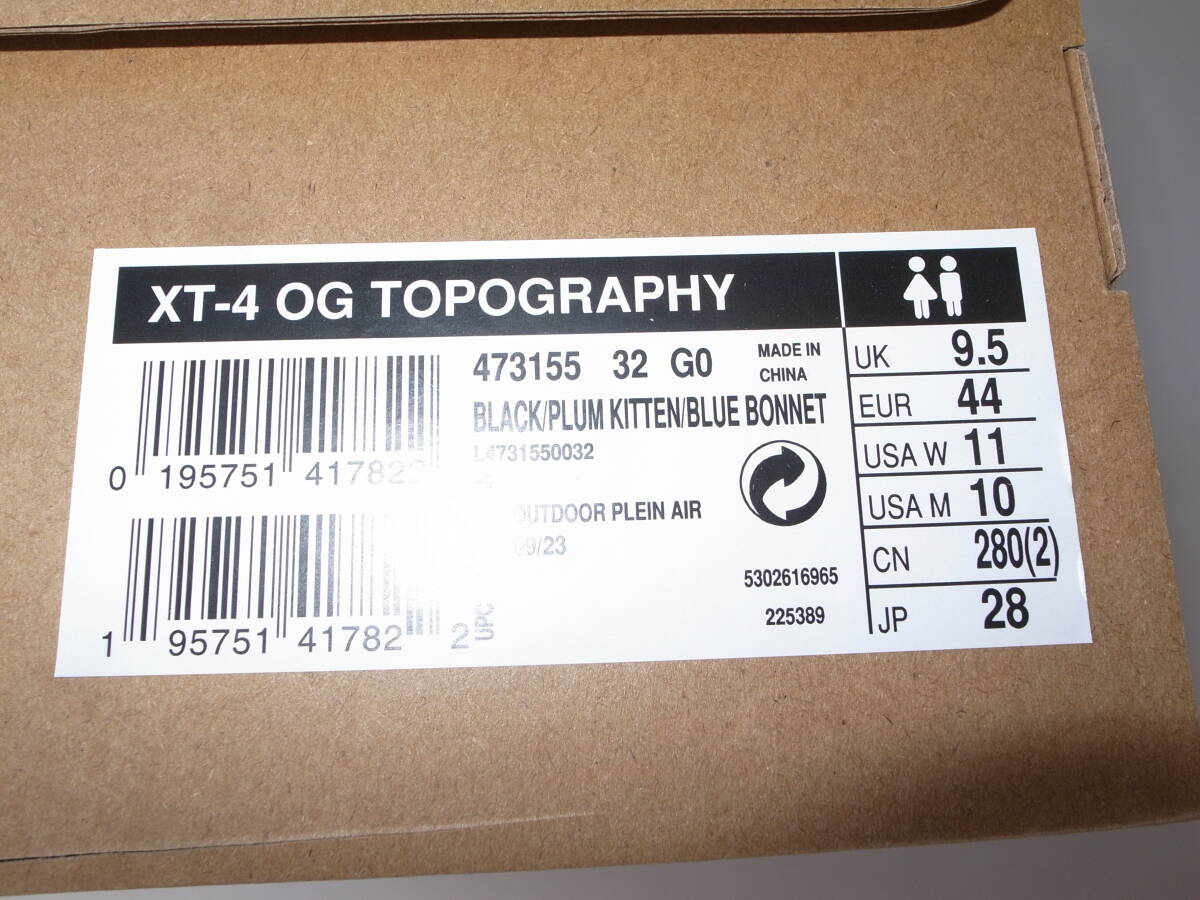 XT-4 OG TOPOGRAPHY
473155 32 G0
MADE IN
CHINA
BLACK/PLUM KITTEN/BLUE BONNET
L4731550032
0 195751 41782
OUTDOOR PLEIN AIR
09/23
5302616965
225389
1 95751 41782 2
UPC
UK 9.5
EUR 44
USA W 11
USA M 10
CN 280(2)
JP 28